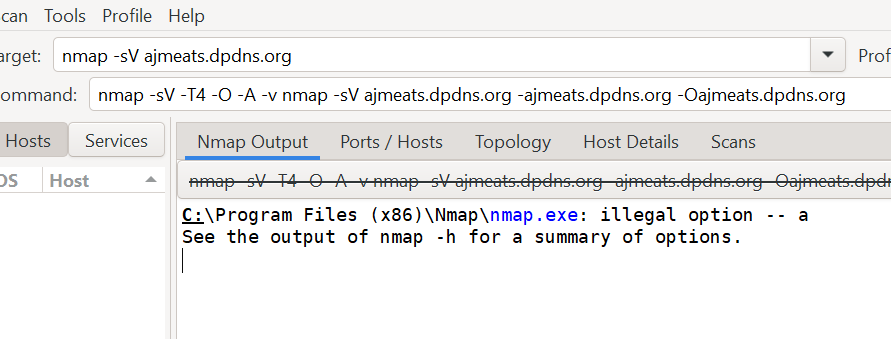 can Tools Profile Help
arget: nmap -sV ajmeats.dpdns.org Prof
ommand: nmap -sV -T4 -O -A -v nmap -sV ajmeats.dpdns.org -ajmeats.dpdns.org -Oajmeats.dpdns.org
Hosts Services Nmap Output Ports / Hosts Topology Host Details Scans
OS Host nmap -sV -T4 -O -A -v nmap -sV ajmeats.dpdns.org -ajmeats.dpdns.org -Oajmeats.dpdn
C:\Program Files (x86)\Nmap\nmap.exe: illegal option -- a
See the output of nmap -h for a summary of options.